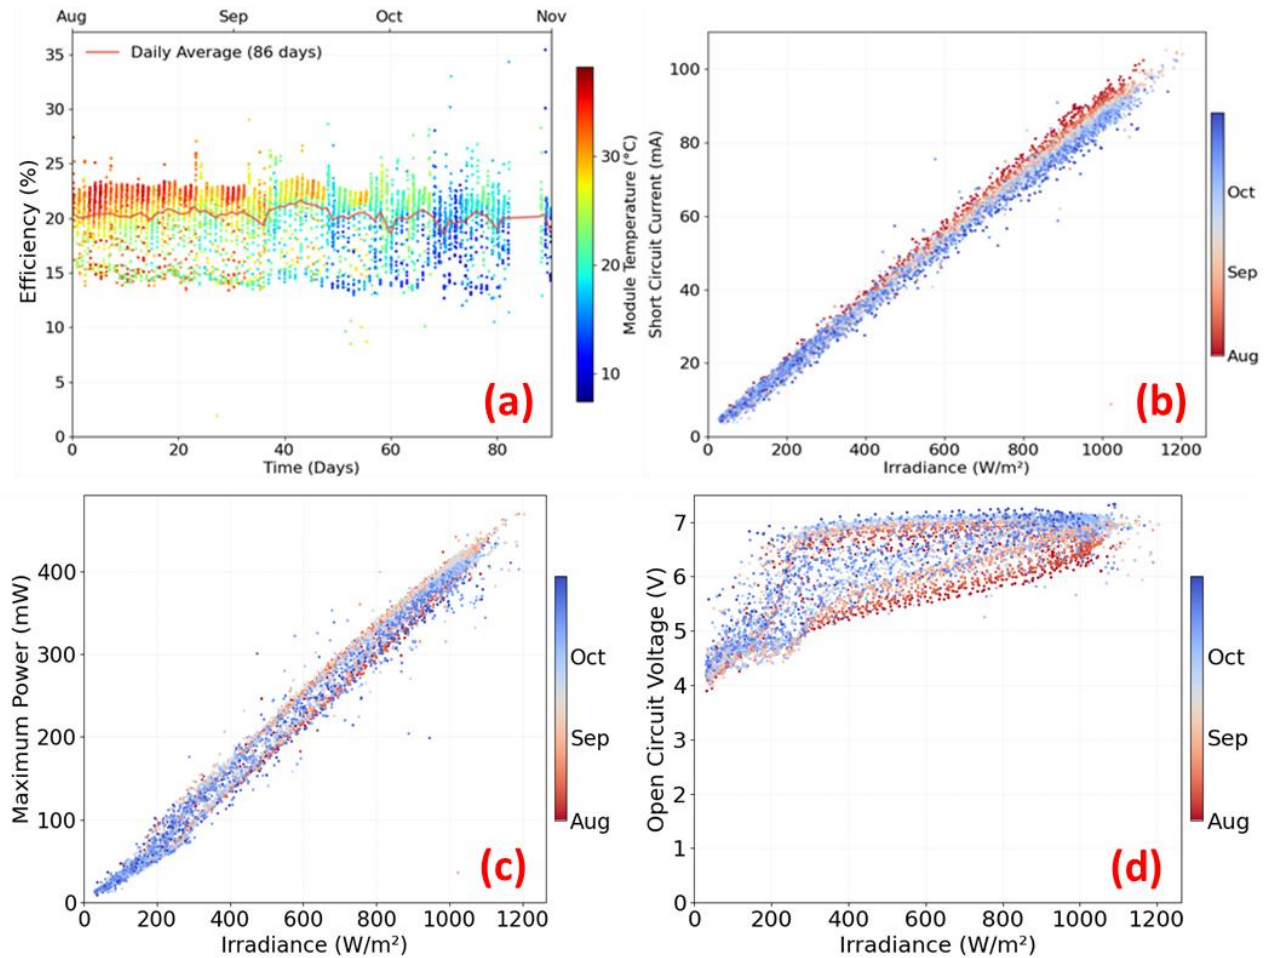 Aug Sep Oct Nov
Daily Average (86 days)
Efficiency (%)
35
30
25
20
15
10
5
0
0 20 40 60 80
Time (Days)
Module Temperature (°C)
30
20
10
(a)
Short Circuit Current (mA)
100
80
60
40
20
0
0 200 400 600 800 1000 1200
Irradiance (W/m²)
Oct
Sep
Aug
(b)
Maximum Power (mW)
400
300
200
100
0
0 200 400 600 800 1000 1200
Irradiance (W/m²)
Oct
Sep
Aug
(c)
Open Circuit Voltage (V)
7
6
5
4
3
2
1
0
0 200 400 600 800 1000 1200
Irradiance (W/m²)
Oct
Sep
Aug
(d)